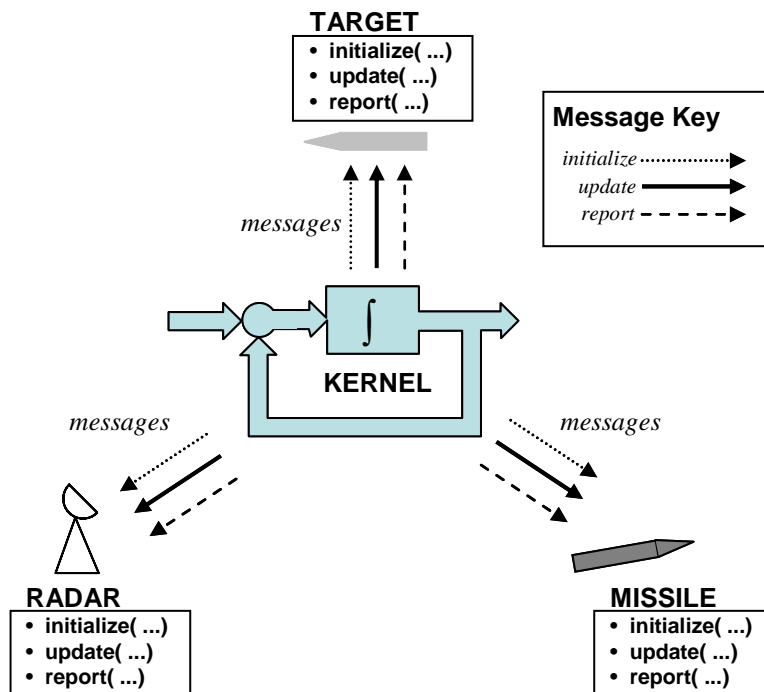 TARGET
• initialize( ...)
• update( ...)
• report( ...)
Message Key
initialize
update
report
messages
∫
KERNEL
messages
messages
RADAR
• initialize( ...)
• update( ...)
• report( ...)
MISSILE
• initialize( ...)
• update( ...)
• report( ...)